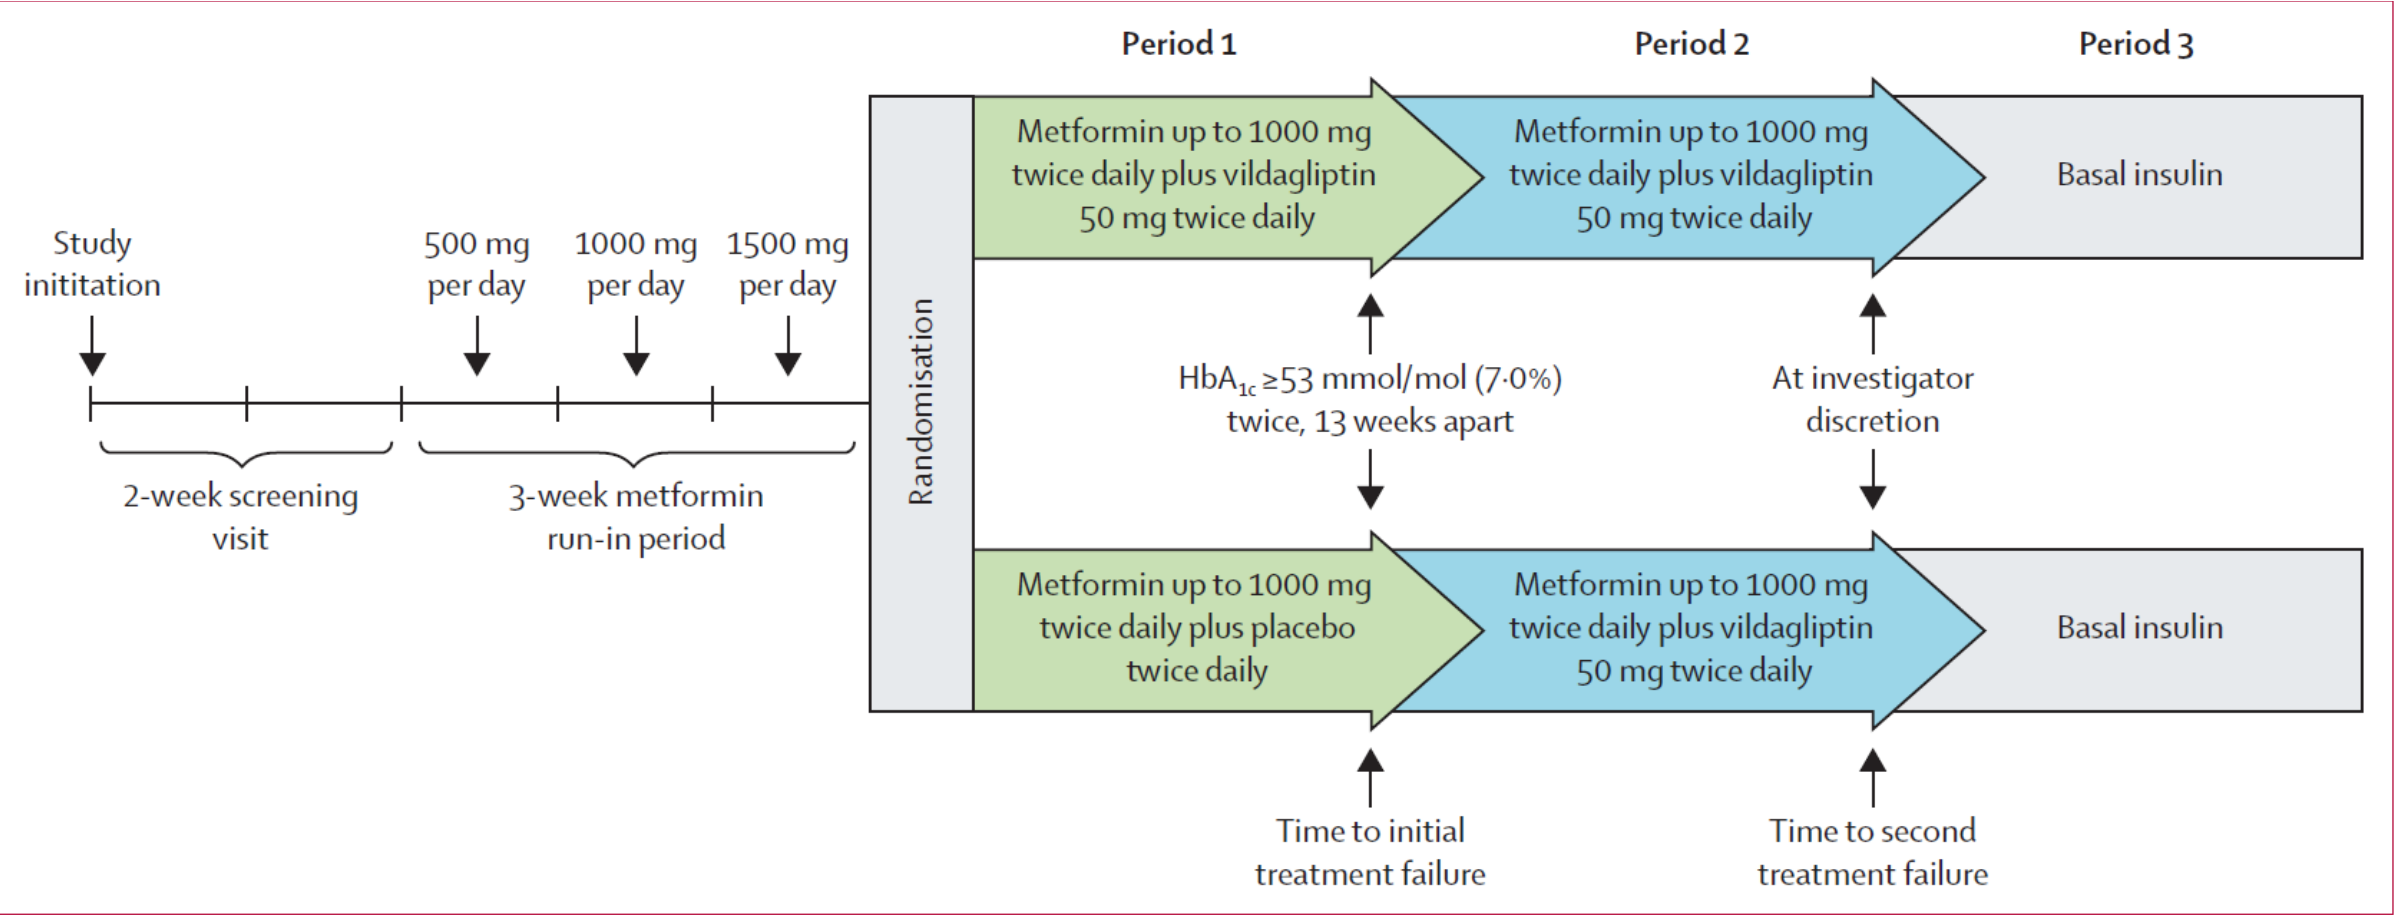 Period 1
Period 2
Period 3
Metformin up to 1000 mg
twice daily plus vildagliptin
50 mg twice daily
Metformin up to 1000 mg
twice daily plus vildagliptin
50 mg twice daily
Basal insulin
Study
inititation
500 mg
per day
1000 mg
per day
1500 mg
per day
Randomisation
HbA1c ≥53 mmol/mol (7·0%)
twice, 13 weeks apart
At investigator
discretion
2-week screening
visit
3-week metformin
run-in period
Metformin up to 1000 mg
twice daily plus placebo
twice daily
Metformin up to 1000 mg
twice daily plus vildagliptin
50 mg twice daily
Basal insulin
Time to initial
treatment failure
Time to second
treatment failure